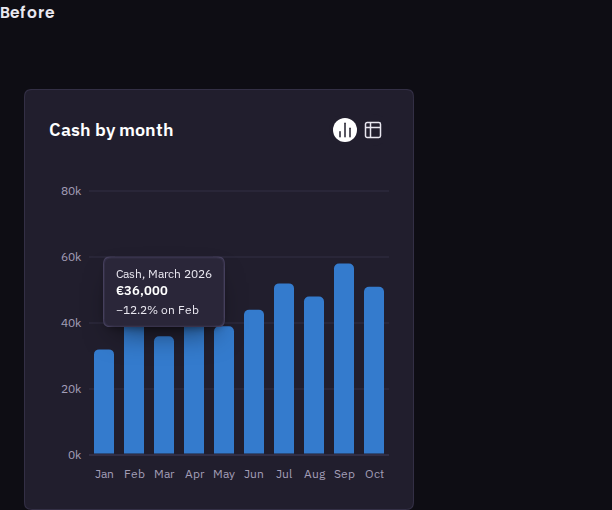 Before
Cash by month
80k
60k
Cash, March 2026
€36,000
−12.2% on Feb
40k
20k
0k
Jan Feb Mar Apr May Jun Jul Aug Sep Oct